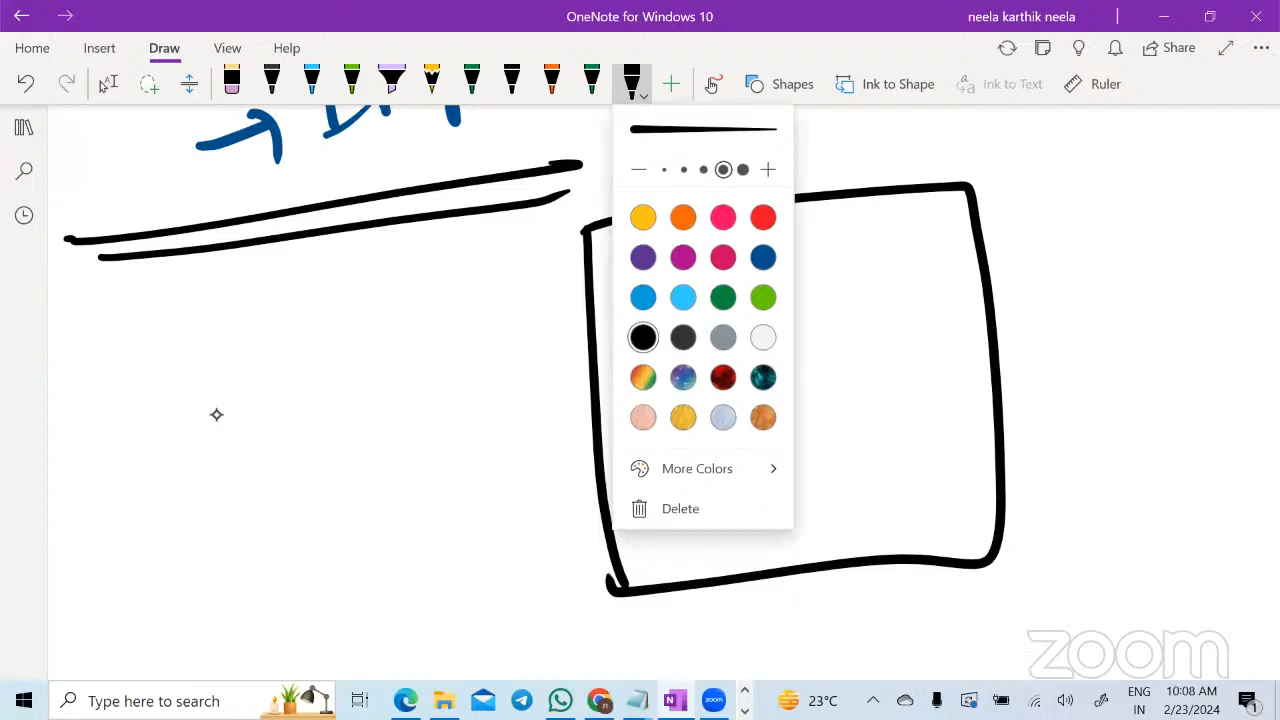 OneNote for Windows 10
neela karthik neela
Home Insert Draw View Help
Share
Shapes
Ink to Shape
Ink to Text
Ruler
More Colors
Delete
zoom
Type here to search
zoom
23°C
ENG
IN
10:08 AM
2/23/2024
1